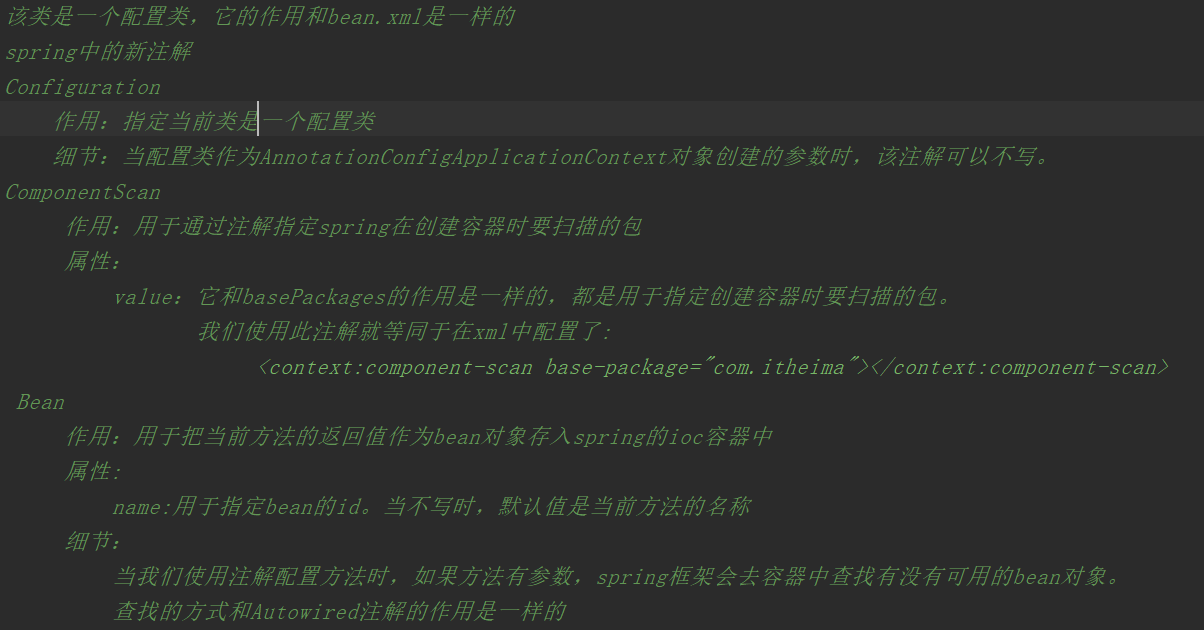 该类是一个配置类，它的作用和bean.xml是一样的
spring中的新注解
Configuration
作用：指定当前类是一个配置类
细节：当配置类作为AnnotationConfigApplicationContext对象创建的参数时，该注解可以不写。
ComponentScan
作用：用于通过注解指定spring在创建容器时要扫描的包
属性：
value：它和basePackages的作用是一样的，都是用于指定创建容器时要扫描的包。
我们使用此注解就等同于在xml中配置了:
<context:component-scan base-package="com.itheima"></context:component-scan>
Bean
作用：用于把当前方法的返回值作为bean对象存入spring的ioc容器中
属性:
name:用于指定bean的id。当不写时，默认值是当前方法的名称
细节：
当我们使用注解配置方法时，如果方法有参数，spring框架会去容器中查找有没有可用的bean对象。
查找的方式和Autowired注解的作用是一样的